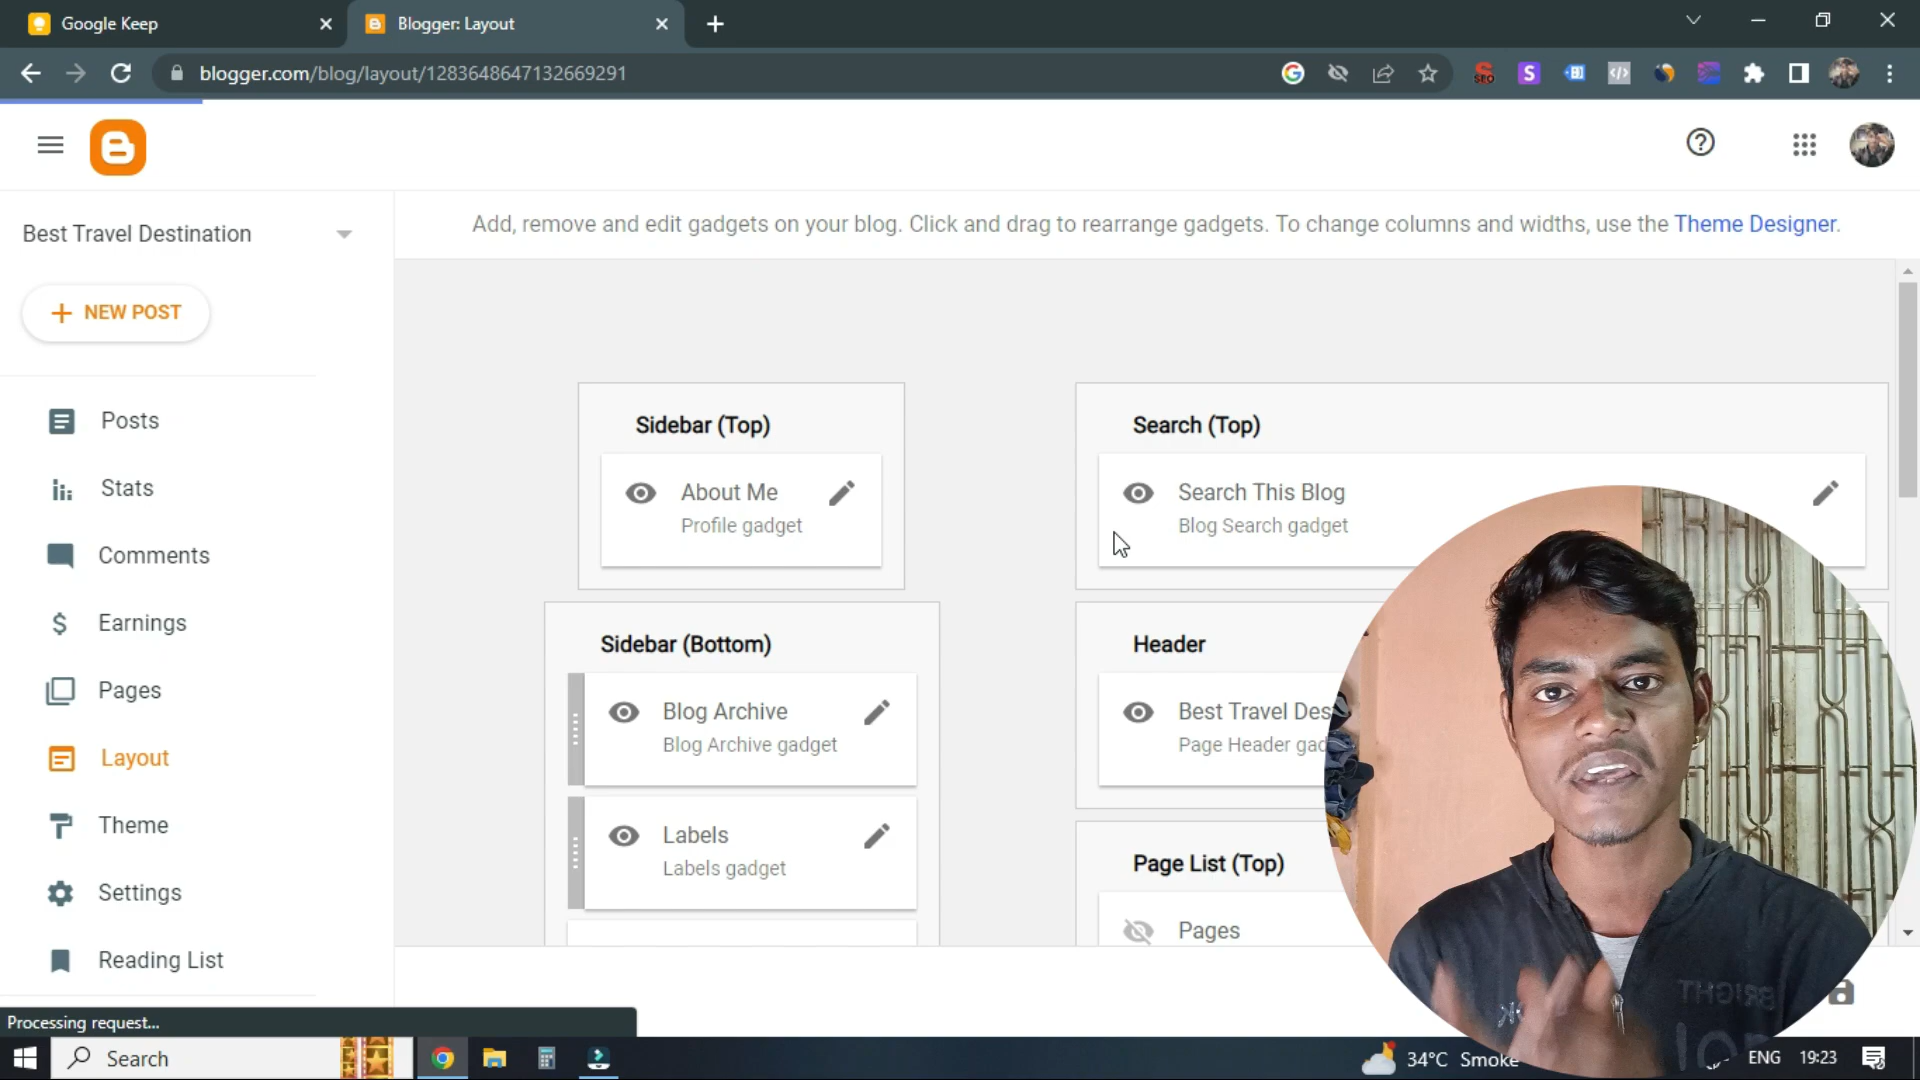 Google Keep
Blogger: Layout
blogger.com/blog/layout/1283648647132669291
SEO
S
Best Travel Destination
Add, remove and edit gadgets on your blog. Click and drag to rearrange gadgets. To change columns and widths, use the Theme Designer.
+ NEW POST
Posts
Stats
Comments
Earnings
Pages
Layout
Theme
Settings
Reading List
Sidebar (Top)
About Me
Profile gadget
Search (Top)
Search This Blog
Blog Search gadget
Sidebar (Bottom)
Blog Archive
Blog Archive gadget
Labels
Labels gadget
Header
Best Travel Des
Page Header gad
Page List (Top)
Pages
BRIGHT
Processing request...
Search
34°C Smoke
ENG
19:23